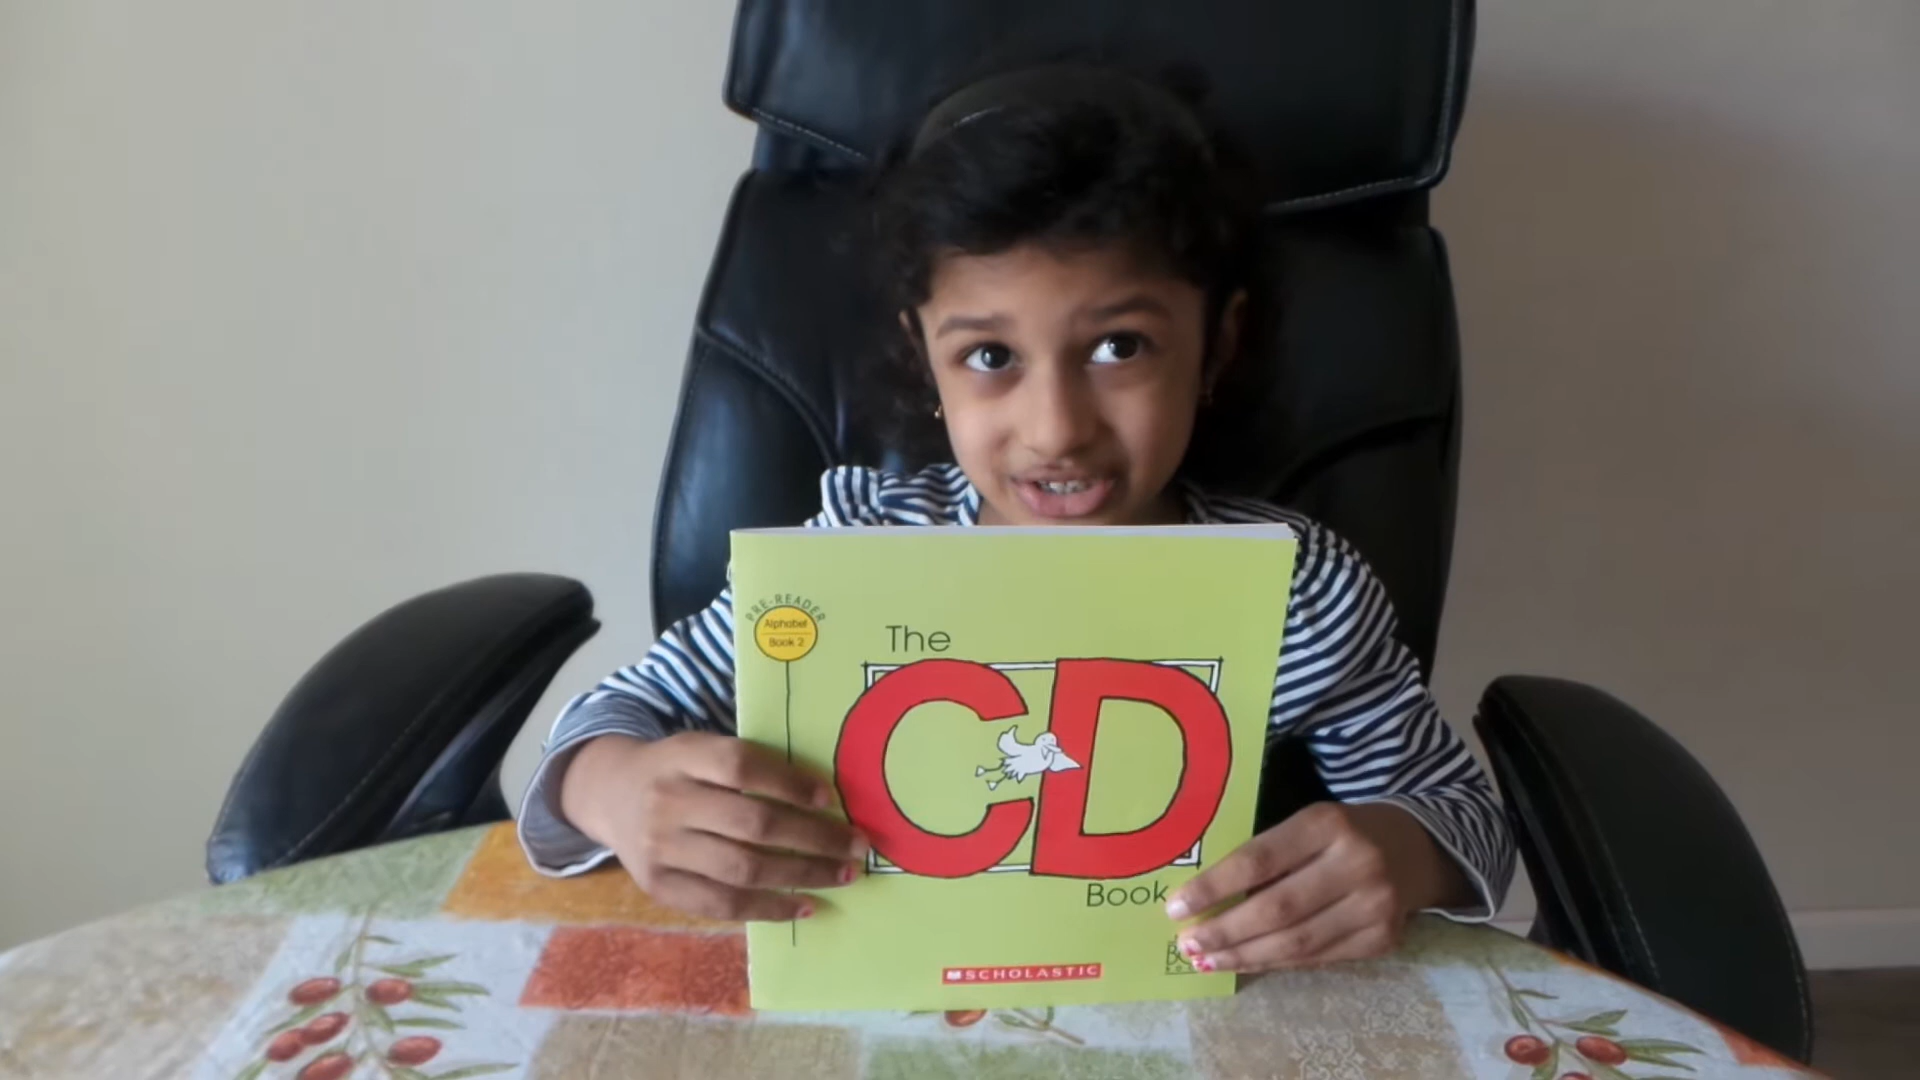 PRE-READER
Alphabet
Book 2
The
CD
Book
SCHOLASTIC